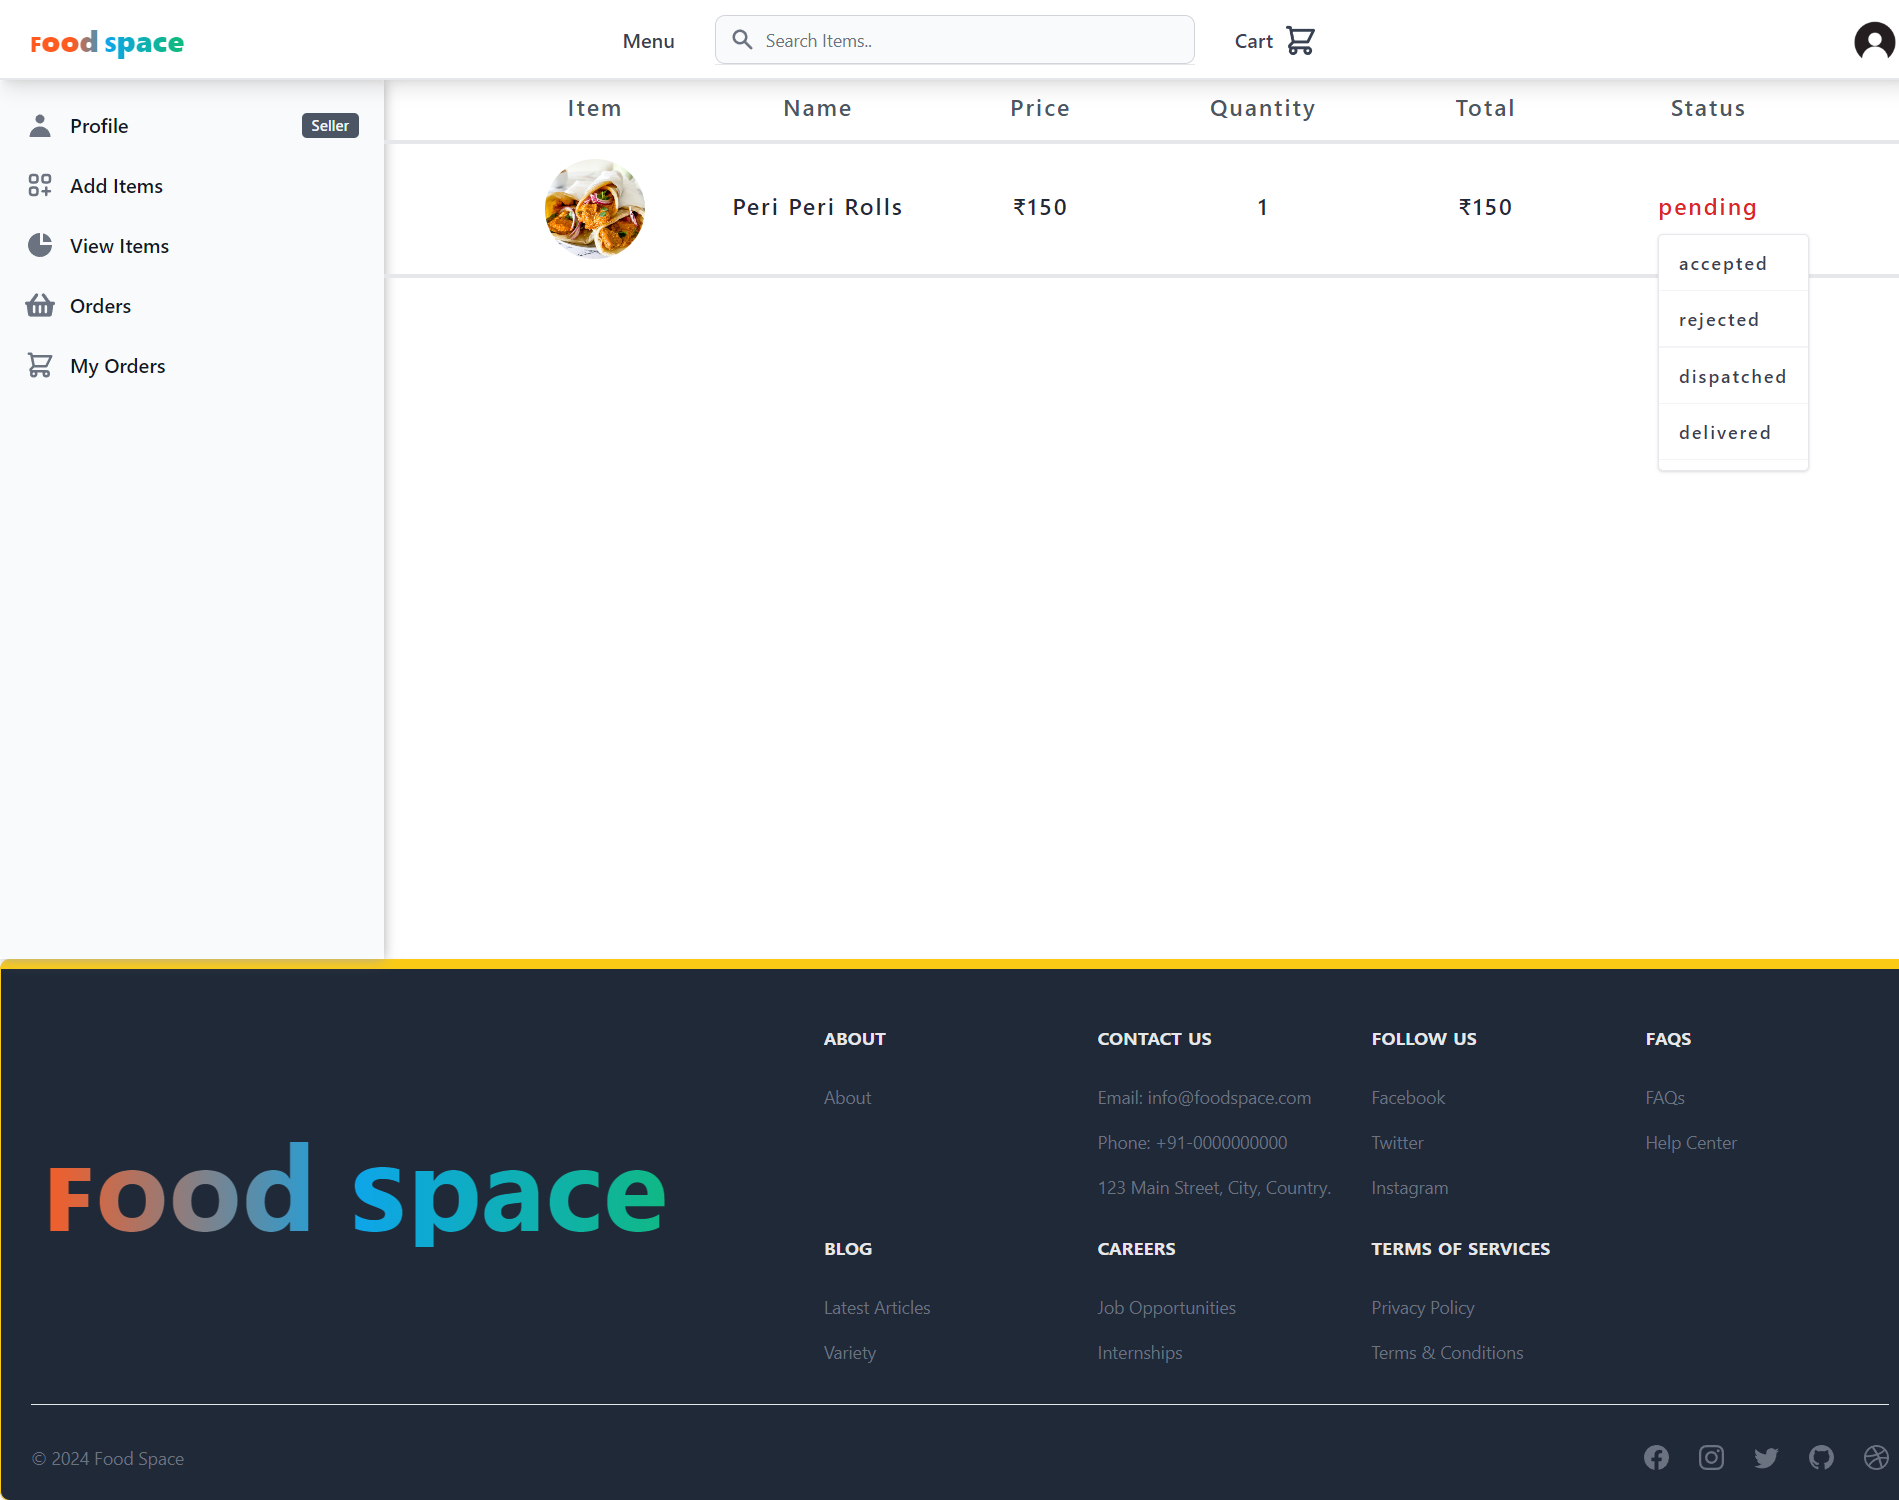 Food space
Menu
Search Items..
Cart
Profile
Seller
Add Items
View Items
Orders
My Orders
Item Name Price Quantity Total Status
Peri Peri Rolls ₹150 1 ₹150 pending
accepted
rejected
dispatched
delivered
Food space
ABOUT
About
CONTACT US
Email: info@foodspace.com
Phone: +91-0000000000
123 Main Street, City, Country.
FOLLOW US
Facebook
Twitter
Instagram
FAQS
FAQs
Help Center
BLOG
Latest Articles
Variety
CAREERS
Job Opportunities
Internships
TERMS OF SERVICES
Privacy Policy
Terms & Conditions
© 2024 Food Space